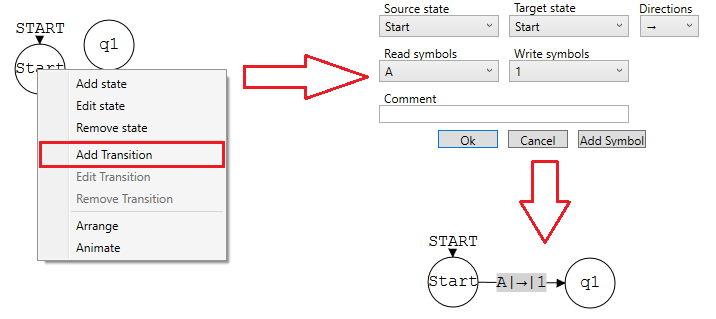 START
Start
q1
Add state
Edit state
Remove state
Add Transition
Edit Transition
Remove Transition
Arrange
Animate
Source state
Target state
Directions
Start
Start
→
Read symbols
Write symbols
A
1
Comment
Ok
Cancel
Add Symbol
START
Start
A|→|1
q1